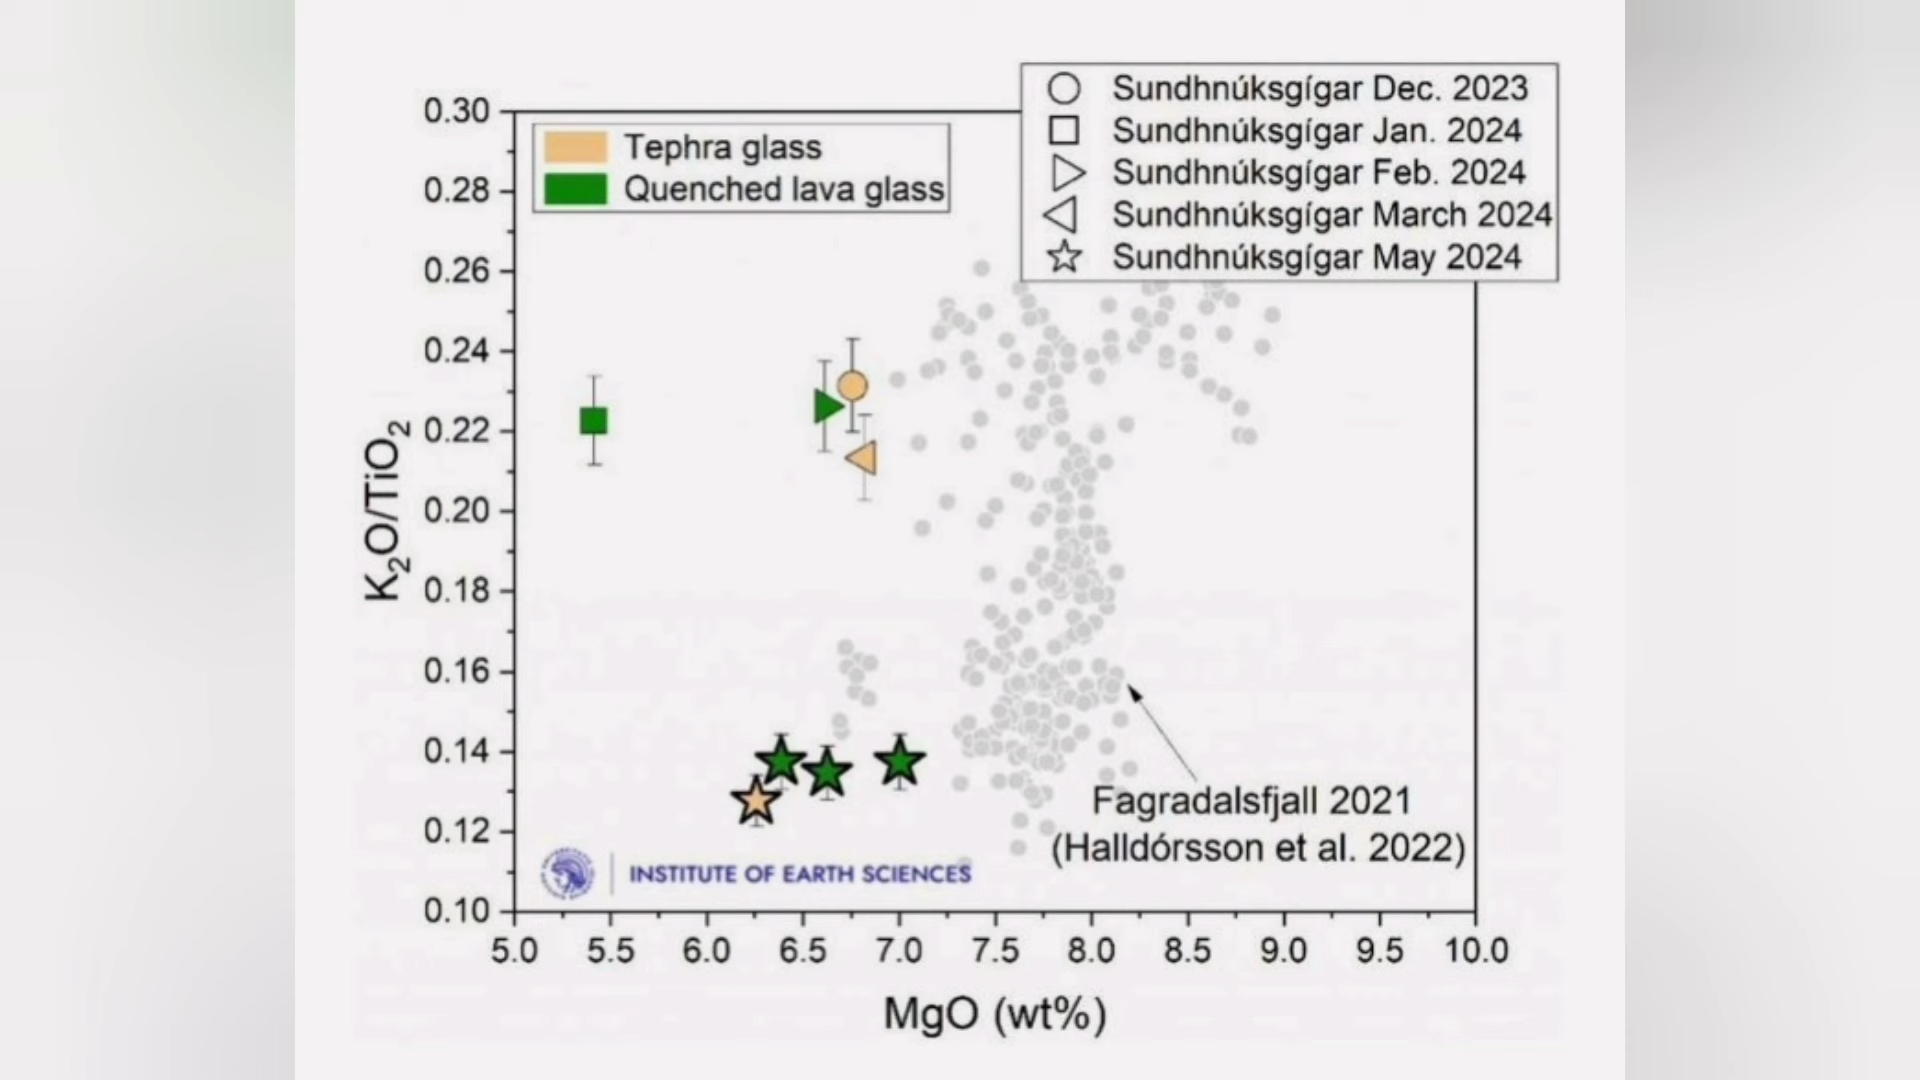 Sundhnúksgígar Dec. 2023
Sundhnúksgígar Jan. 2024
Sundhnúksgígar Feb. 2024
Sundhnúksgígar March 2024
Sundhnúksgígar May 2024
Tephra glass
Quenched lava glass
0.30
0.28
0.26
0.24
0.22
0.20
0.18
0.16
0.14
0.12
0.10
K₂O/TiO₂
Fagradalsfjall 2021
(Halldórsson et al. 2022)
INSTITUTE OF EARTH SCIENCES
5.0 5.5 6.0 6.5 7.0 7.5 8.0 8.5 9.0 9.5 10.0
MgO (wt%)